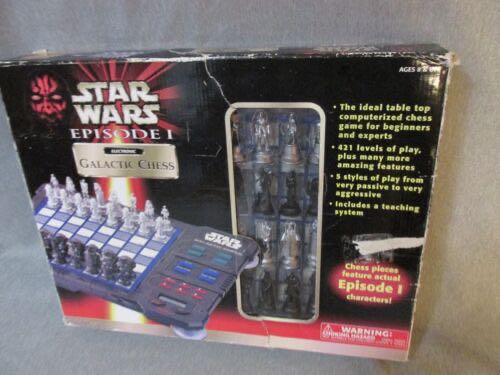 STAR
WARS
EPISODE I
ELECTRONIC
GALACTIC CHESS
AGES 8 &
• The ideal table top
computerized chess
game for beginners
and experts
• 421 levels of play,
plus many more
amazing features
• 5 styles of play from
very passive to very
aggressive
• Includes a teaching
system
STAR
WARS
Chess pieces
feature actual
Episode I
characters!
WARNING:
CHOKING HAZARD